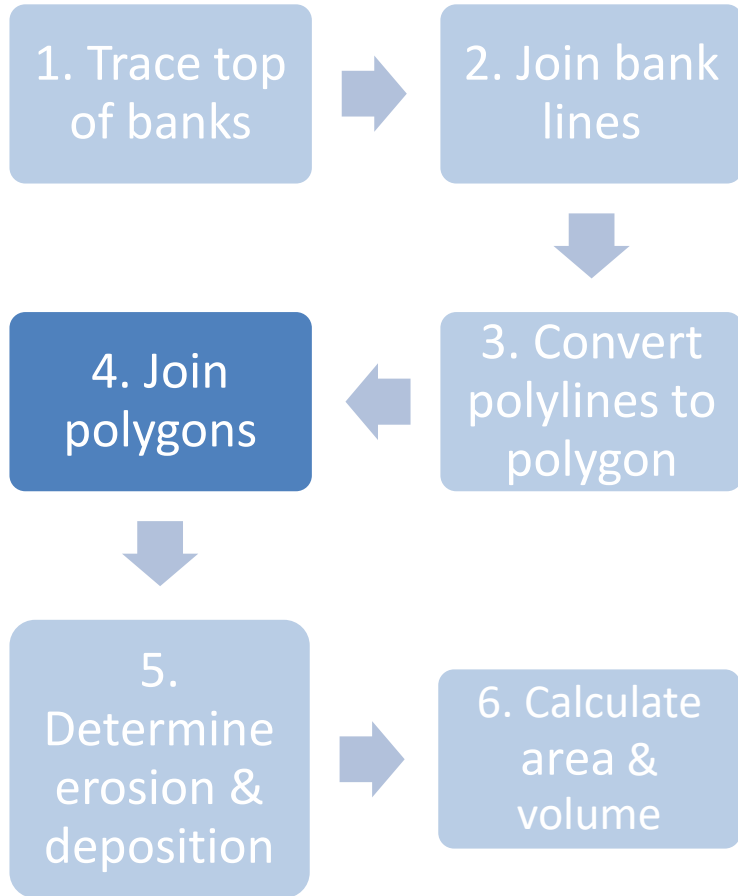 1. Trace top
of banks
2. Join bank
lines
3. Convert
polylines to
polygon
4. Join
polygons
5.
Determine
erosion &
deposition
6. Calculate
area &
volume